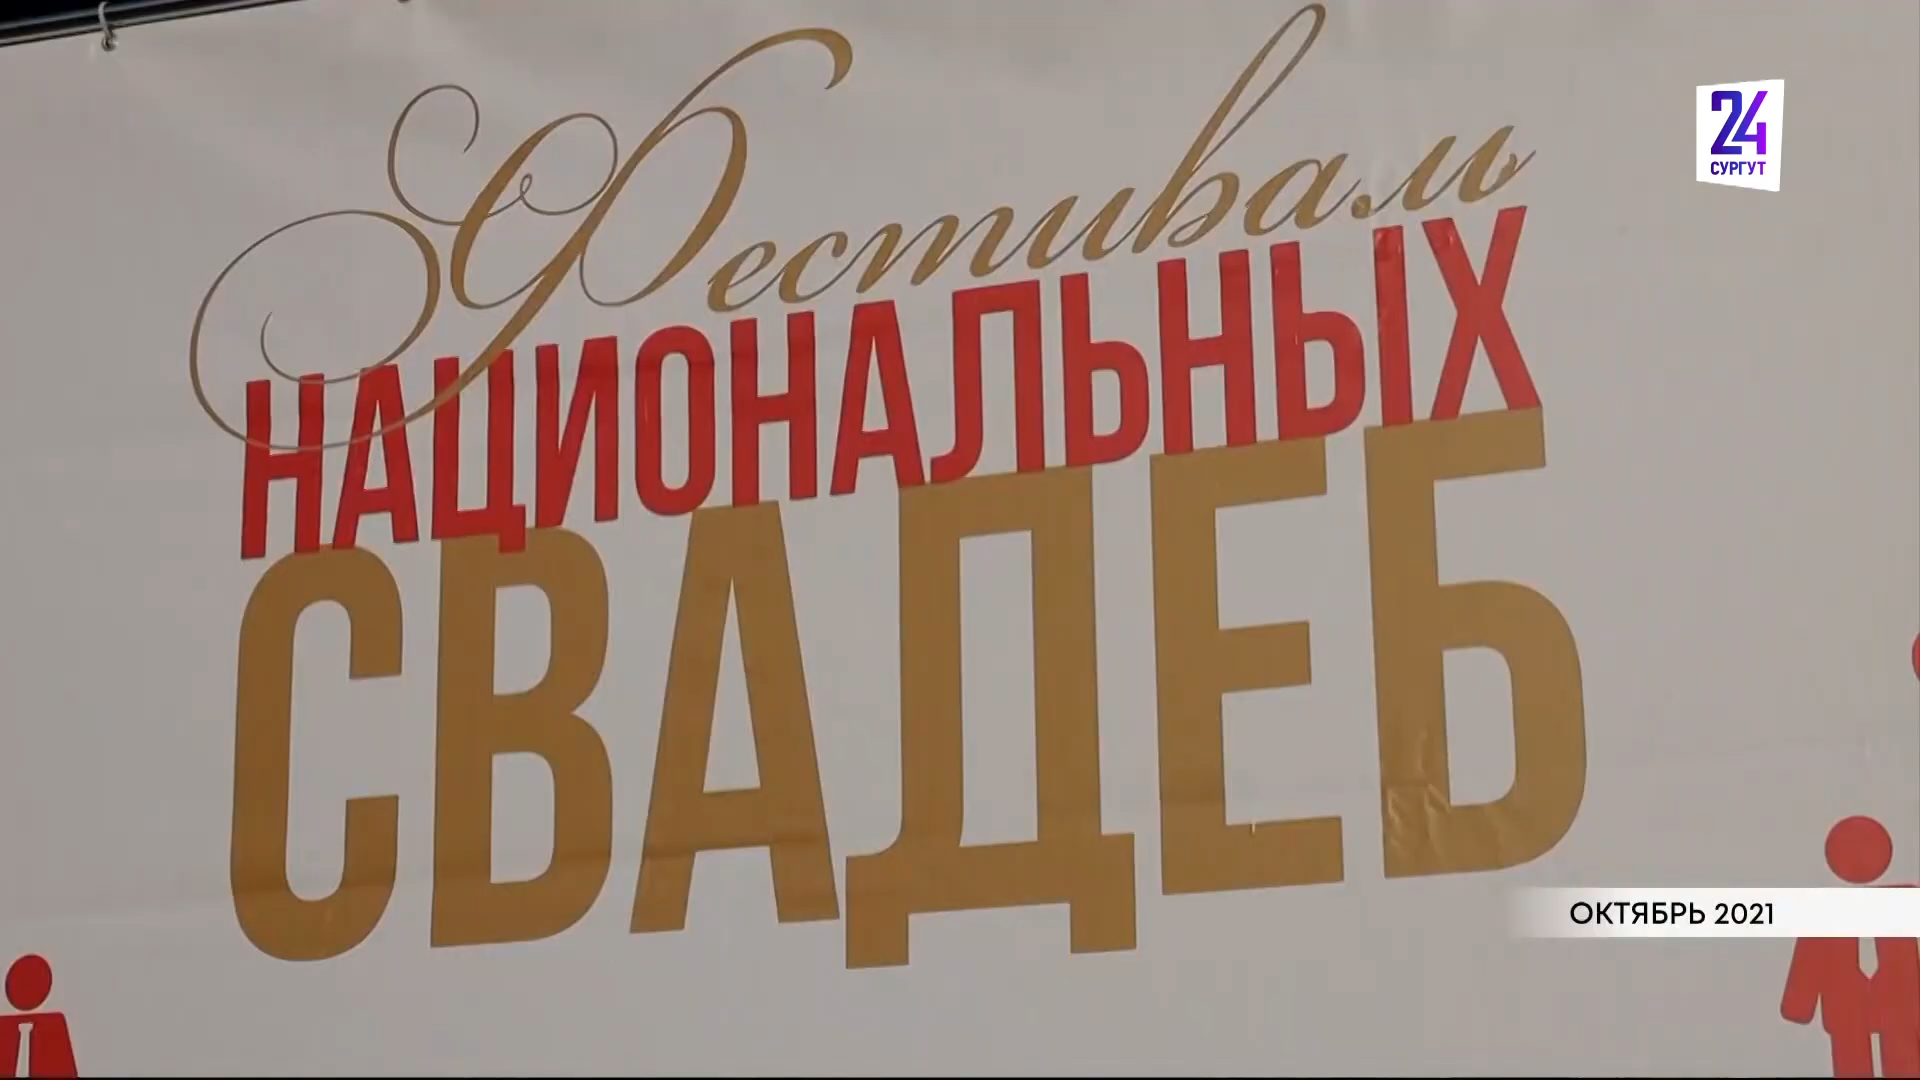 Фестиваль
НАЦИОНАЛЬНЫХ
СВАДЕБ
24
СУРГУТ
ОКТЯБРЬ 2021